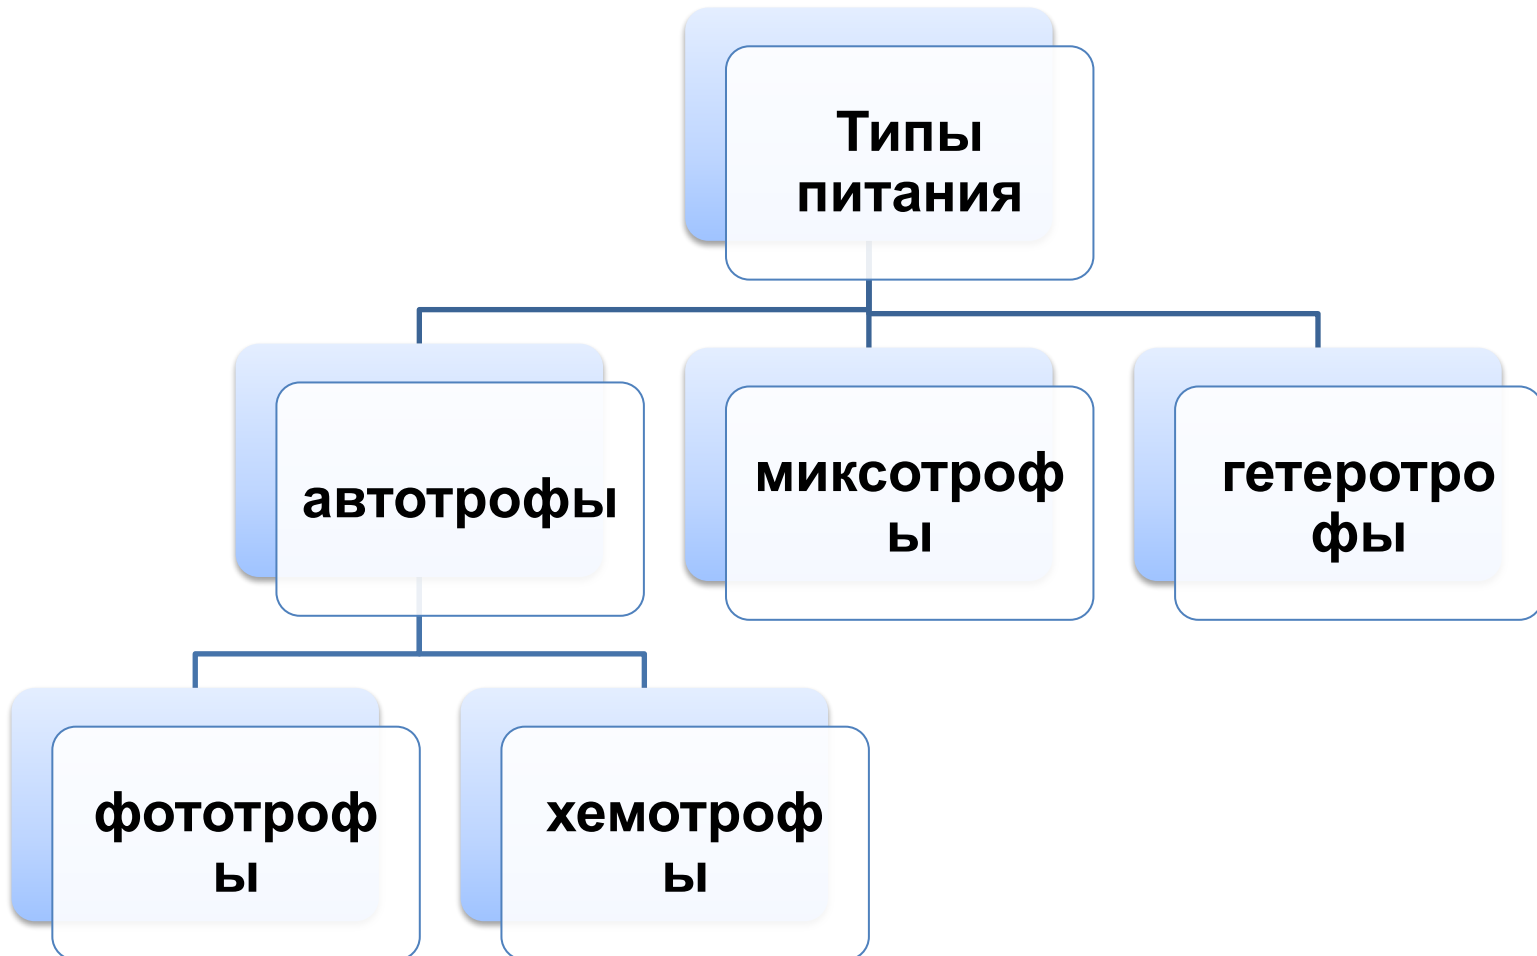 Типы
питания
автотрофы
миксотроф
ы
гетеротро
фы
фототроф
ы
хемотроф
ы